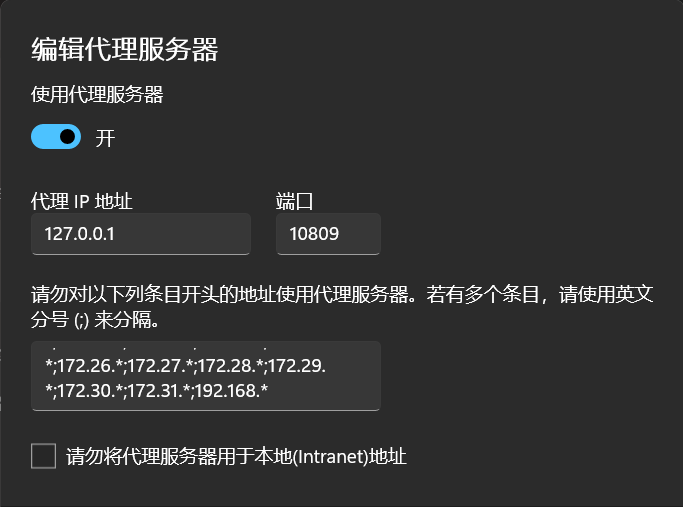 编辑代理服务器
使用代理服务器
开
代理 IP 地址
端口
127.0.0.1
10809
请勿对以下列条目开头的地址使用代理服务器。若有多个条目，请使用英文
分号 (;) 来分隔。
*;172.26.*;172.27.*;172.28.*;172.29.
*;172.30.*;172.31.*;192.168.*
请勿将代理服务器用于本地(Intranet)地址